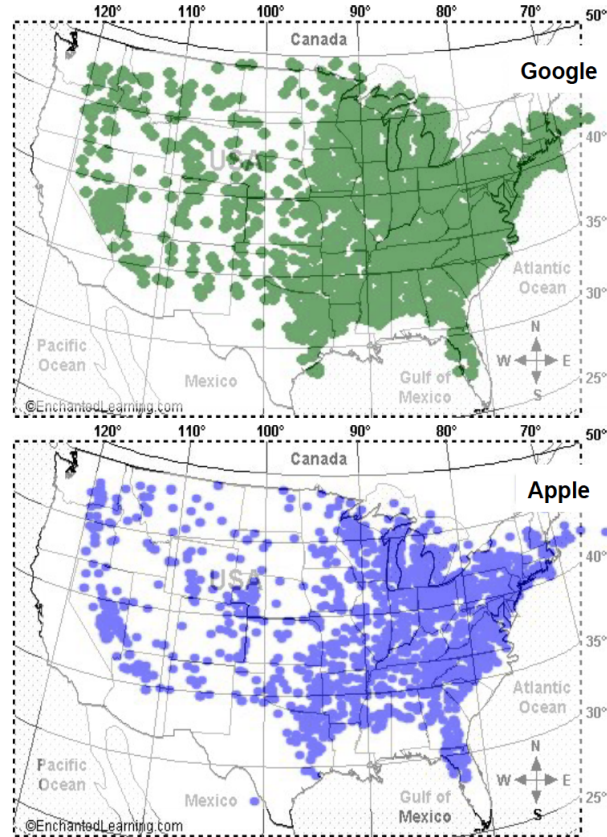 120° 110° 100° 90° 80° 70° 50°
Canada
Google
40°
USA
35°
Atlantic
Ocean
30°
N
Pacific
Ocean
W E
Mexico
Gulf of
Mexico
S
25°
©EnchantedLearning.com
120° 110° 100° 90° 80° 70° 50°
Canada
Apple
40°
USA
35°
Atlantic
Ocean
30°
N
Pacific
Ocean
W E
Mexico
Gulf of
Mexico
S
25°
©EnchantedLearning.com